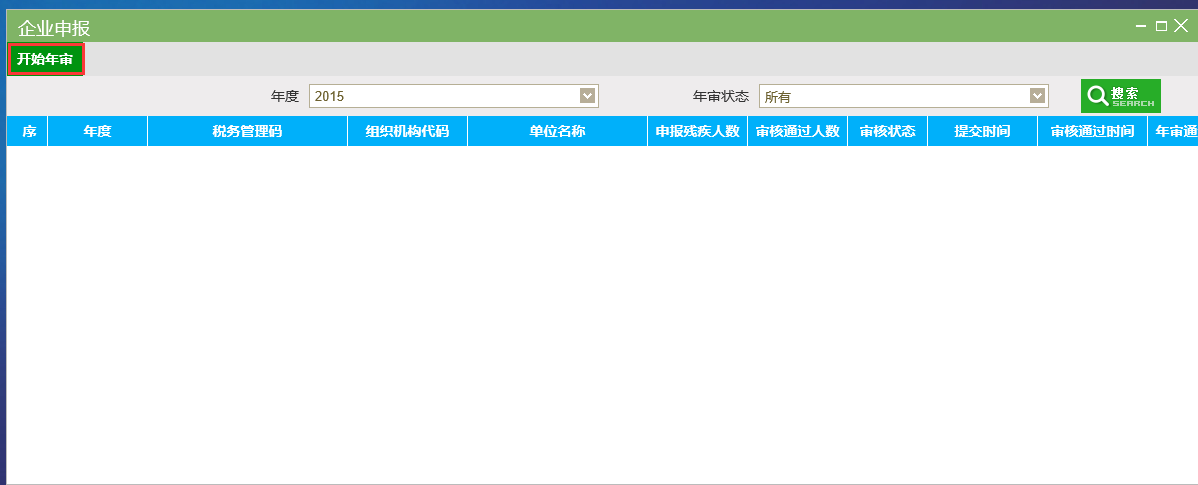 企业申报
开始年审
年度 2015 年审状态 所有 搜索 SEARCH
序 年度 税务管理码 组织机构代码 单位名称 申报残疾人数 审核通过人数 审核状态 提交时间 审核通过时间 年审通